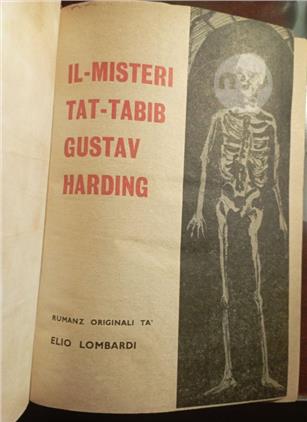 IL-MISTERI
TAT-TABIB
GUSTAV
HARDING
RUMANZ ORIGINALI TA'
ELIO LOMBARDI